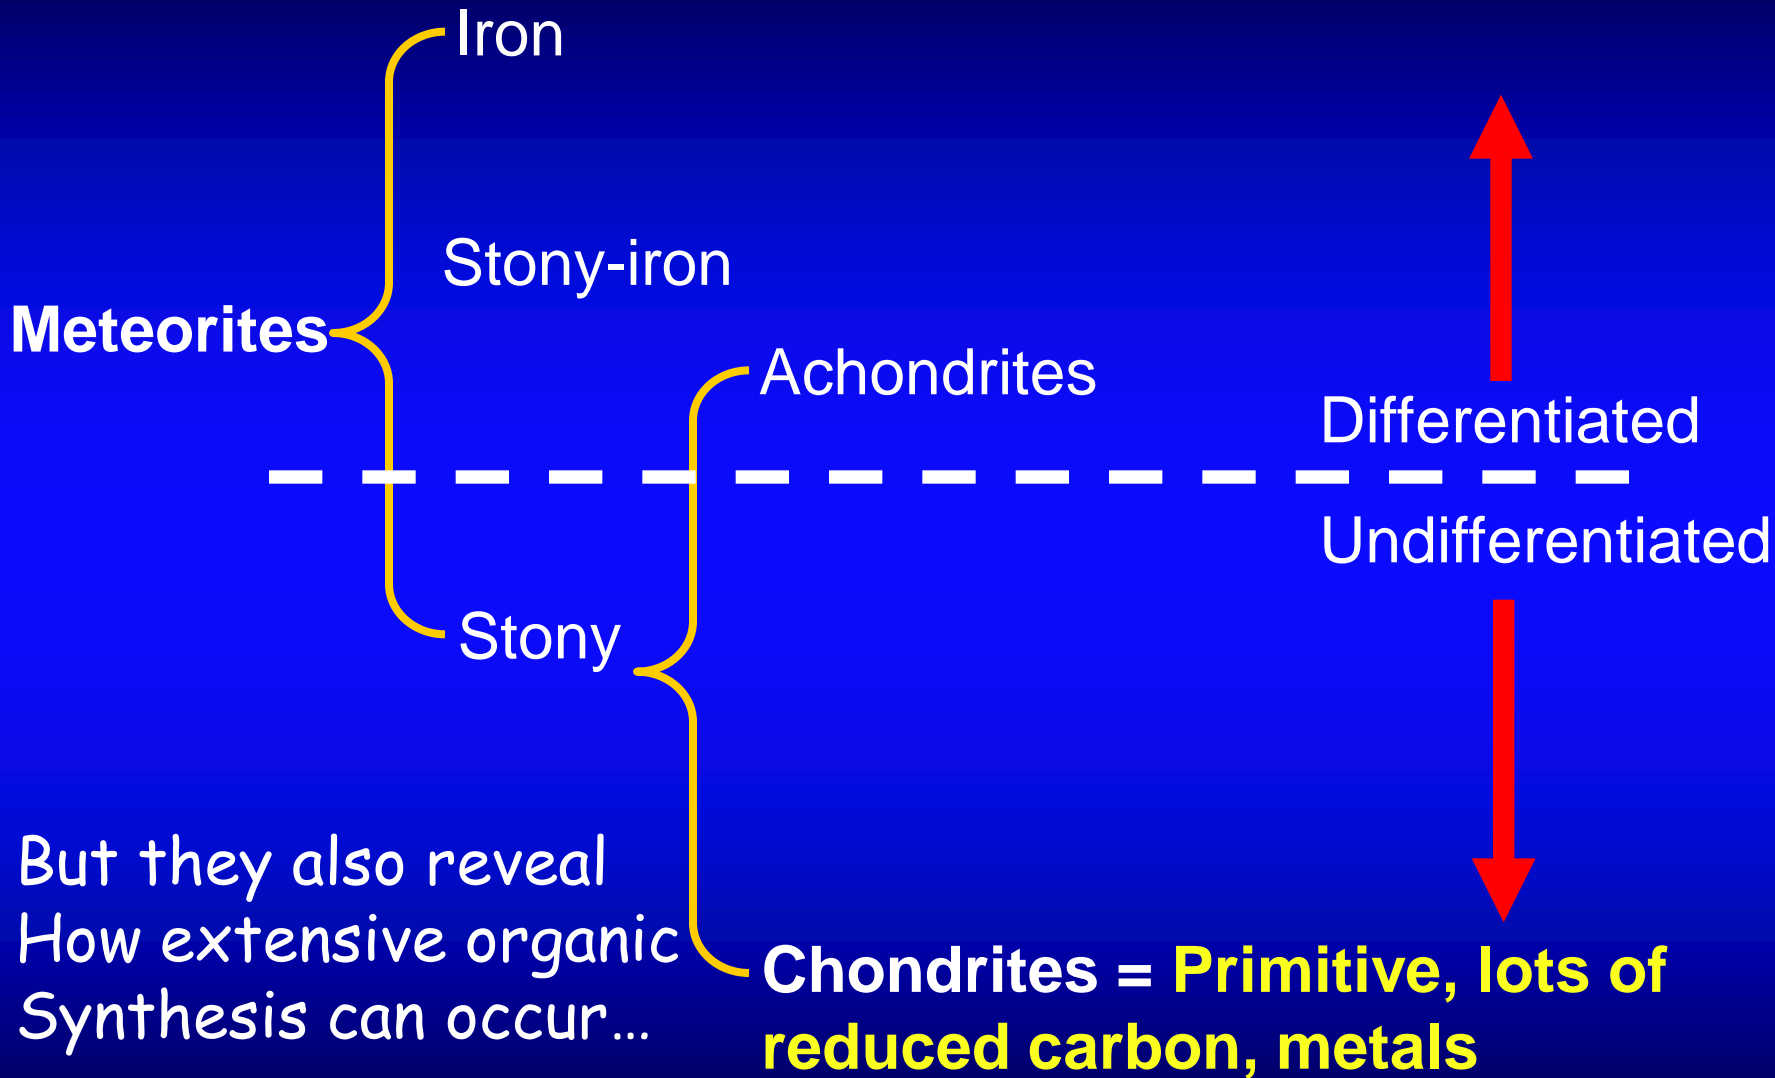 Iron
Stony-iron
Meteorites
Achondrites
Differentiated
Undifferentiated
Stony
But they also reveal
How extensive organic
Synthesis can occur…
Chondrites = Primitive, lots of
reduced carbon, metals